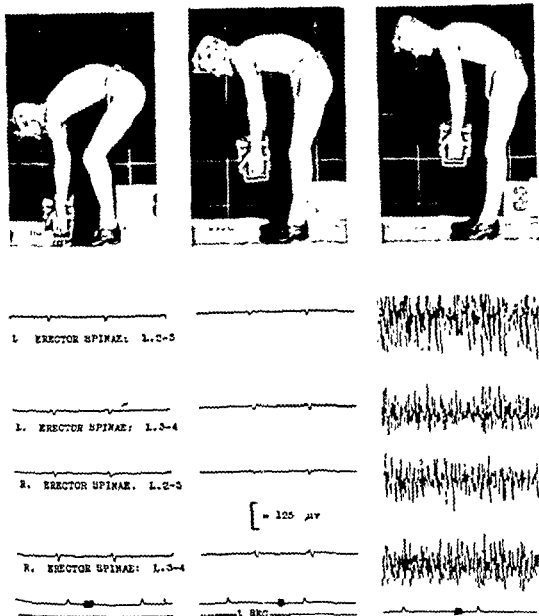 L ERECTOR SPINAE: L.2-3
L. ERECTOR SPINAE: L.3-4
R. ERECTOR SPINAE. L.2-3
= 125 μv
R. ERECTOR SPINAE: L.3-4
1 SEC